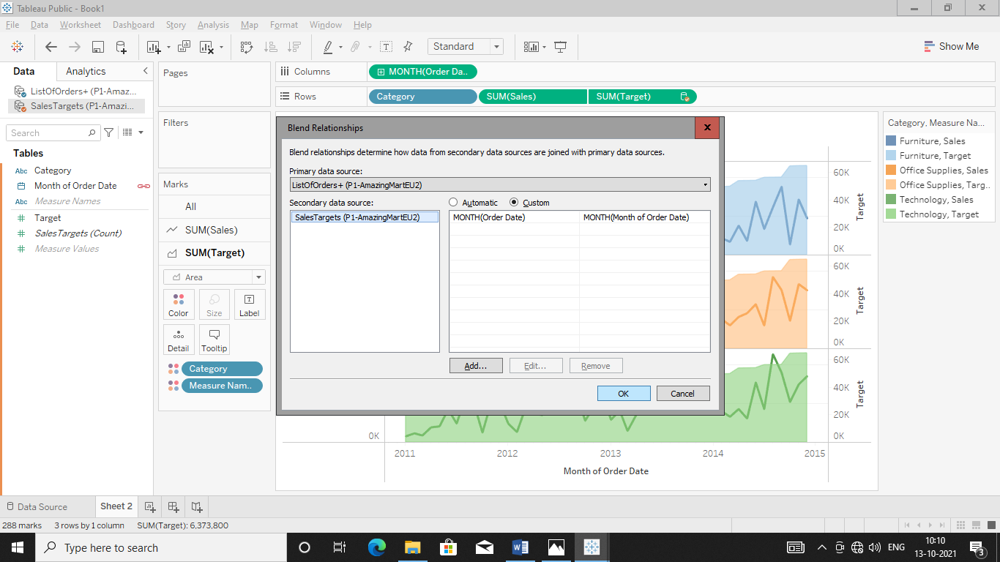 Tableau Public - Book1
File Data Worksheet Dashboard Story Analysis Map Format Window Help
Standard
Show Me
Data Analytics
ListOfOrders+ (P1-Amaz...
SalesTargets (P1-Amazi...
Search
Tables
Abc Category
Month of Order Date
Abc Measure Names
Target
SalesTargets (Count)
Measure Values
Pages
Filters
Marks
All
SUM(Sales)
SUM(Target)
Area
Color Size Label
Detail Tooltip
Category
Measure Nam..
Columns MONTH(Order Da..
Rows Category SUM(Sales) SUM(Target)
Blend Relationships
Blend relationships determine how data from secondary data sources are joined with primary data sources.
Primary data source:
ListOfOrders+ (P1-AmazingMartEU2)
Secondary data source: Automatic Custom
SalesTargets (P1-AmazingMartEU2) MONTH(Order Date) MONTH(Month of Order Date)
Add... Edit... Remove
OK Cancel
60K
40K
20K
0K
Target
60K
40K
20K
0K
Target
60K
40K
20K
0K
Target
0K
2011 2012 2013 2014 2015
Month of Order Date
Category, Measure Na...
Furniture, Sales
Furniture, Target
Office Supplies, Sales
Office Supplies, Targ..
Technology, Sales
Technology, Target
Data Source Sheet 2
288 marks 3 rows by 1 column SUM(Target): 6,373,800
Type here to search
ENG
10:10
13-10-2021
3